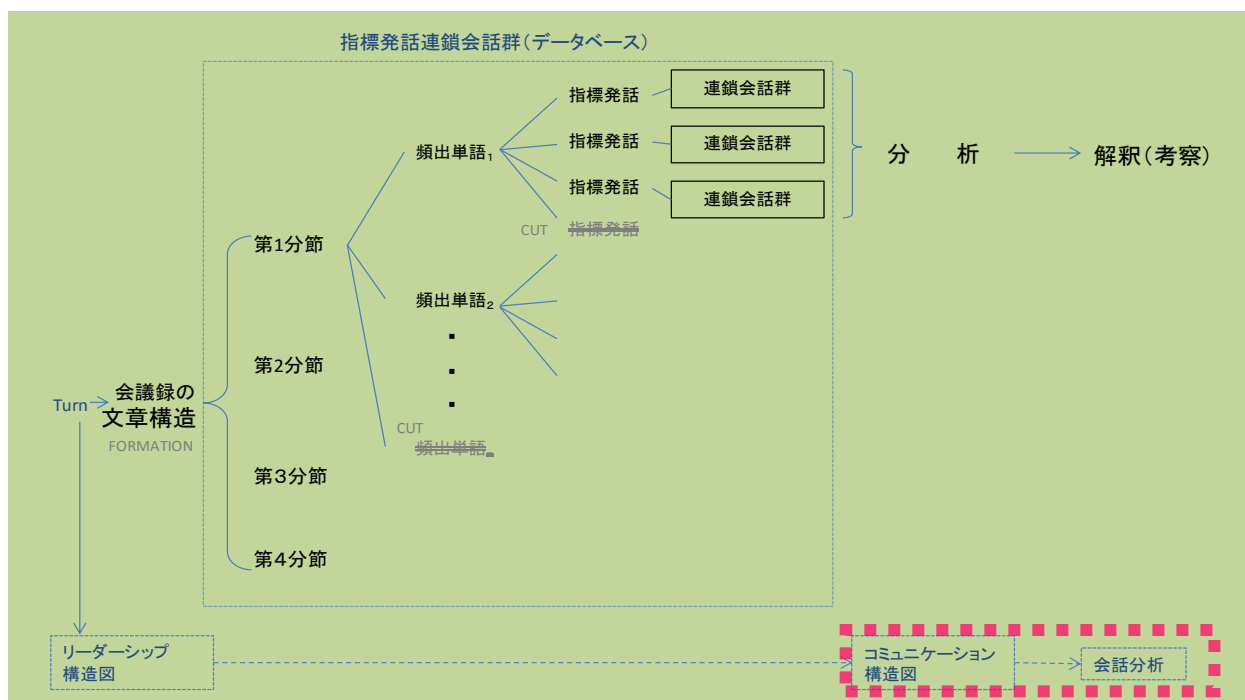 指標発話連鎖会話群(データベース)
指標発話
連鎖会話群
頻出単語1
指標発話
連鎖会話群
指標発話
連鎖会話群
分 析
解釈(考察)
CUT
指標発話
第1分節
頻出単語2
第2分節
Turn
会議録の
文章構造
FORMATION
CUT
頻出単語
第3分節
第4分節
リーダーシップ
構造図
コミュニケーション
構造図
会話分析